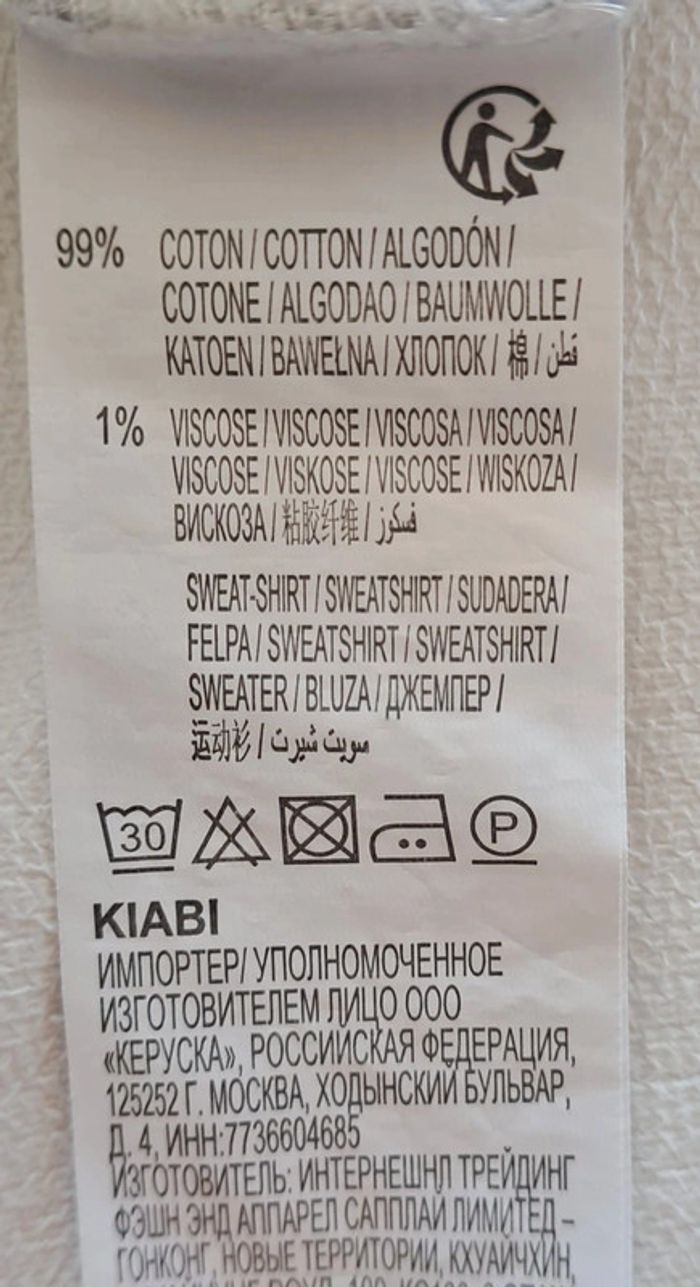 99% COTON / COTTON / ALGODÓN /
COTONE / ALGODAO / BAUMWOLLE /
KATOEN / BAWEŁNA / ХЛОПОК / 棉 / قطن
1% VISCOSE / VISCOSE / VISCOSA / VISCOSA /
VISCOSE / VISKOSE / VISCOSE / WISKOZA /
ВИСКОЗА / 粘胶纤维 / فسكوز
SWEAT-SHIRT / SWEATSHIRT / SUDADERA /
FELPA / SWEATSHIRT / SWEATSHIRT /
SWEATER / BLUZA / ДЖЕМПЕР /
运动衫 / سويت شيرت
30 P
KIABI
ИМПОРТЕР/ УПОЛНОМОЧЕННОЕ
ИЗГОТОВИТЕЛЕМ ЛИЦО ООО
«КЕРУСКА», РОССИЙСКАЯ ФЕДЕРАЦИЯ,
125252 Г. МОСКВА, ХОДЫНСКИЙ БУЛЬВАР,
Д. 4, ИНН:7736604685
ИЗГОТОВИТЕЛЬ: ИНТЕРНЕШНЛ ТРЕЙДИНГ
ФЭШН ЭНД АППАРЕЛ САППЛАЙ ЛИМИТЕД –
ГОНКОНГ, НОВЫЕ ТЕРРИТОРИИ, КХУАЙЧХИН,